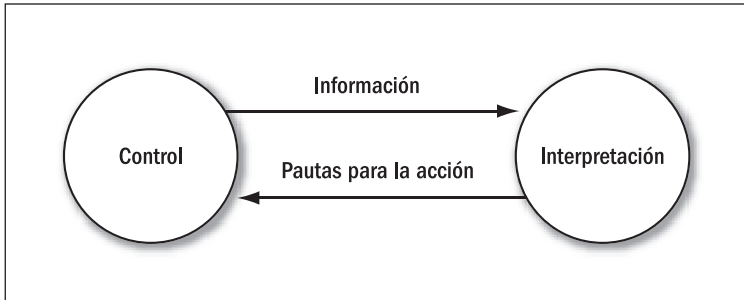 Información
Control
Interpretación
Pautas para la acción